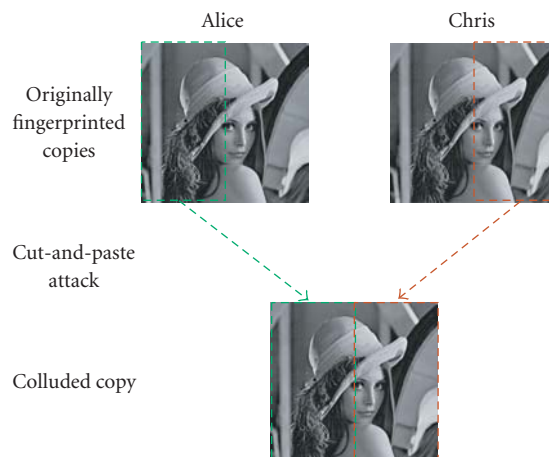 Alice
Chris
Originally
fingerprinted
copies
Cut-and-paste
attack
Colluded copy